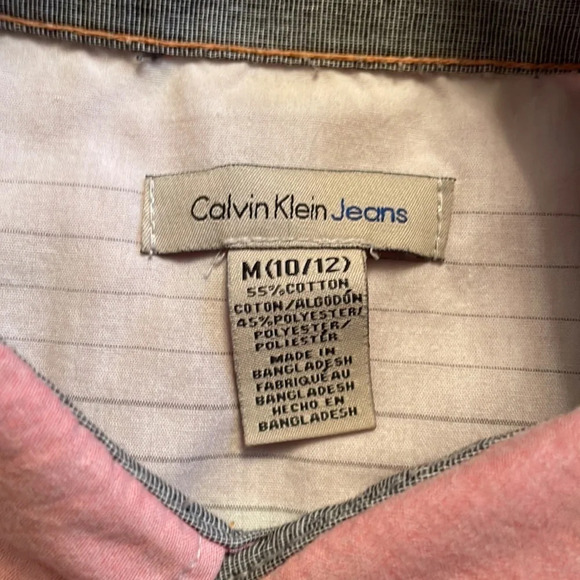 Calvin Klein Jeans
M(10/12)
55%COTTON
COTON/ALGODÓN
45%POLYESTER/
POLYESTER/
POLIÉSTER
MADE IN
BANGLADESH
FABRIQUÉ AU
BANGLADESH
HECHO EN
BANGLADESH